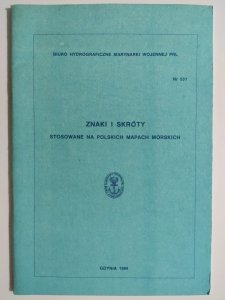 BIURO HYDROGRAFICZNE MARYNARKI WOJENNEJ PRL
ZNAKI I SKRÓTY
STOSOWANE NA POLSKICH MAPACH MORSKICH
GDYNIA